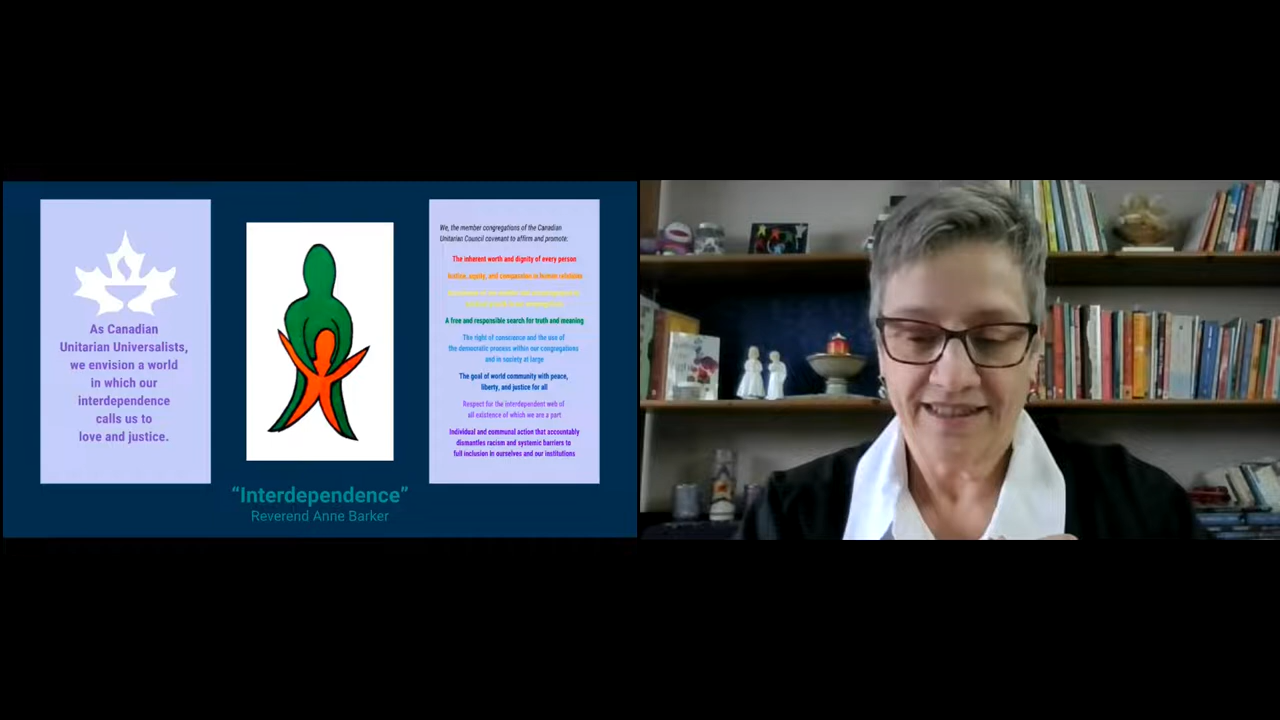 As Canadian
Unitarian Universalists,
we envision a world
in which our
interdependence
calls us to
love and justice.
We, the member congregations of the Canadian
Unitarian Council covenant to affirm and promote:
The inherent worth and dignity of every person
Justice, equity, and compassion in human relations
A free and responsible search for truth and meaning
The right of conscience and the use of
the democratic process within our congregations
and in society at large
The goal of world community with peace,
liberty, and justice for all
Respect for the interdependent web of
all existence of which we are a part
Individual and communal action that accountably
dismantles racism and systemic barriers to
full inclusion in ourselves and our institutions
“Interdependence”
Reverend Anne Barker